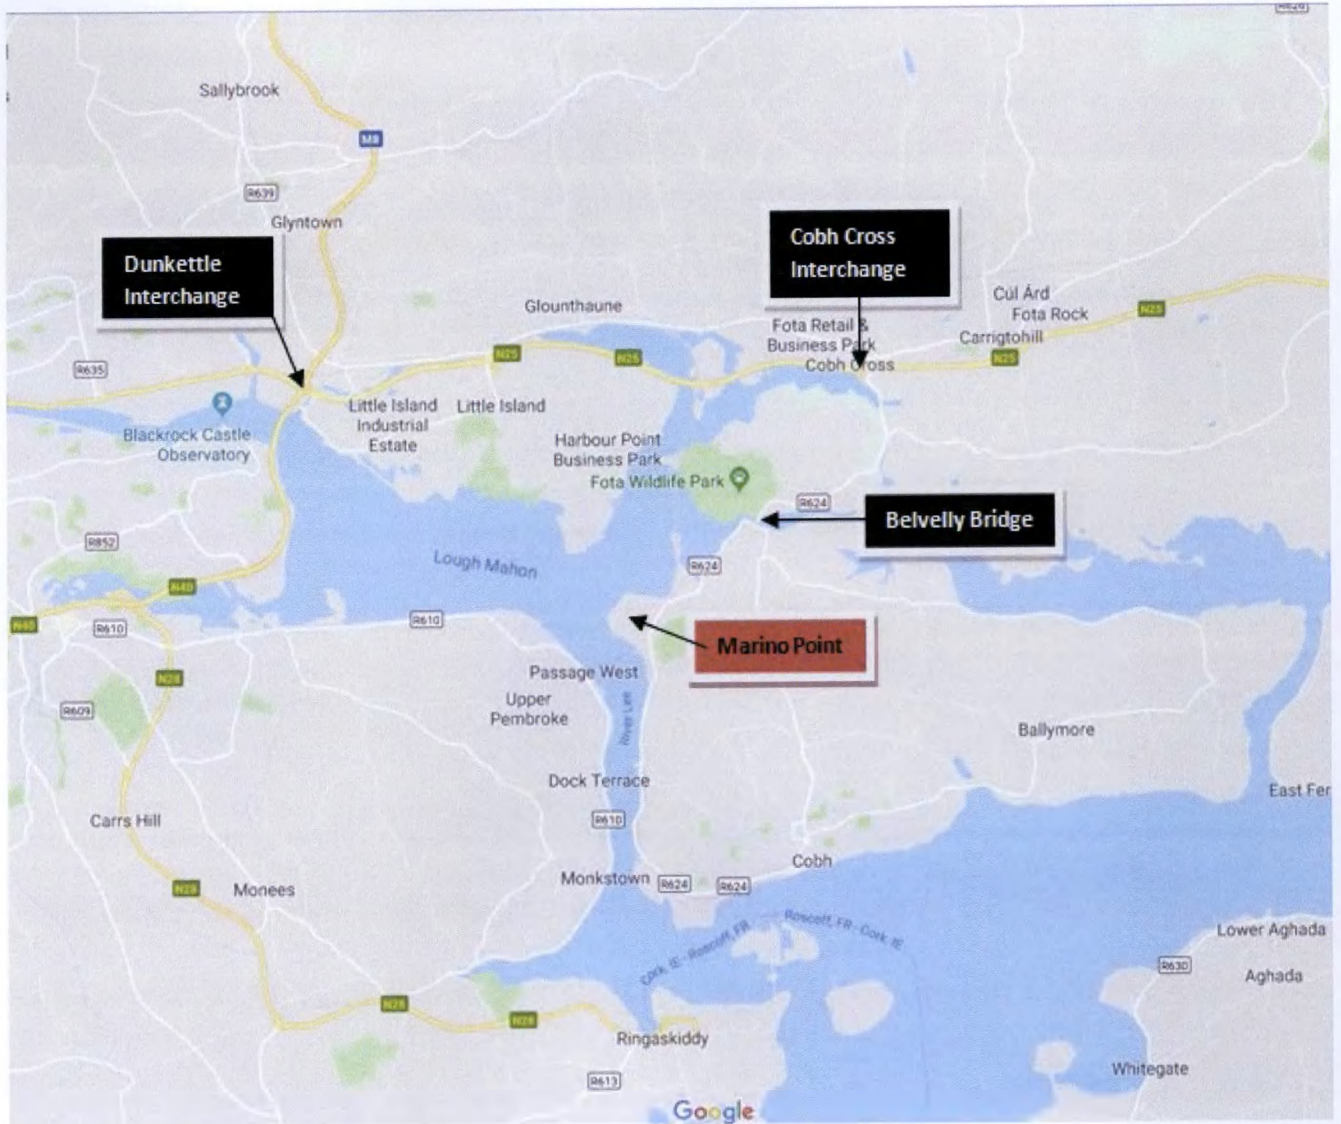 Sallybrook
M8
R639
Glyntown
Dunkettle
Interchange
Cobh Cross
Interchange
Glounthaune
Cúl Árd
Fota Rock
N25
Fota Retail &
Business Park
Carrigtohill
Cobh Cross
N25
N25
N25
R635
Little Island
Industrial
Estate
Little Island
Blackrock Castle
Observatory
Harbour Point
Business Park
Fota Wildlife Park
R624
Belvelly Bridge
R852
Lough Mahon
R624
N40
N40
R610
R610
Marino Point
Passage West
N28
Upper
Pembroke
River Lee
R609
Ballymore
Dock Terrace
East Fer
R610
Carrs Hill
Cobh
Monkstown
R624
R624
N28
Monees
Cork, IE - Roscoff, FR
Roscoff, FR - Cork, IE
Lower Aghada
R630
Aghada
N28
N28
Ringaskiddy
Whitegate
R613
Google